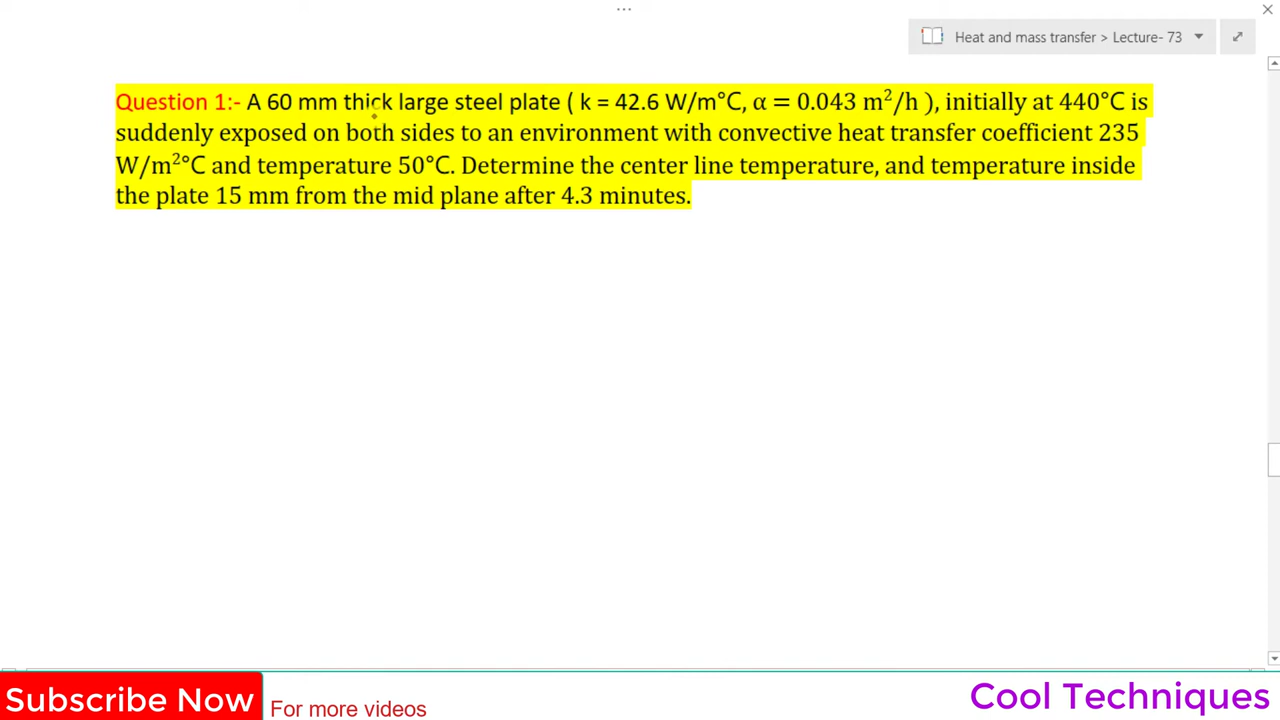 ...
Heat and mass transfer > Lecture- 73
Question 1:- A 60 mm thick large steel plate ( k = 42.6 W/m°C, α = 0.043 m²/h ), initially at 440°C is
suddenly exposed on both sides to an environment with convective heat transfer coefficient 235
W/m²°C and temperature 50°C. Determine the center line temperature, and temperature inside
the plate 15 mm from the mid plane after 4.3 minutes.
Subscribe Now
For more videos
Cool Techniques